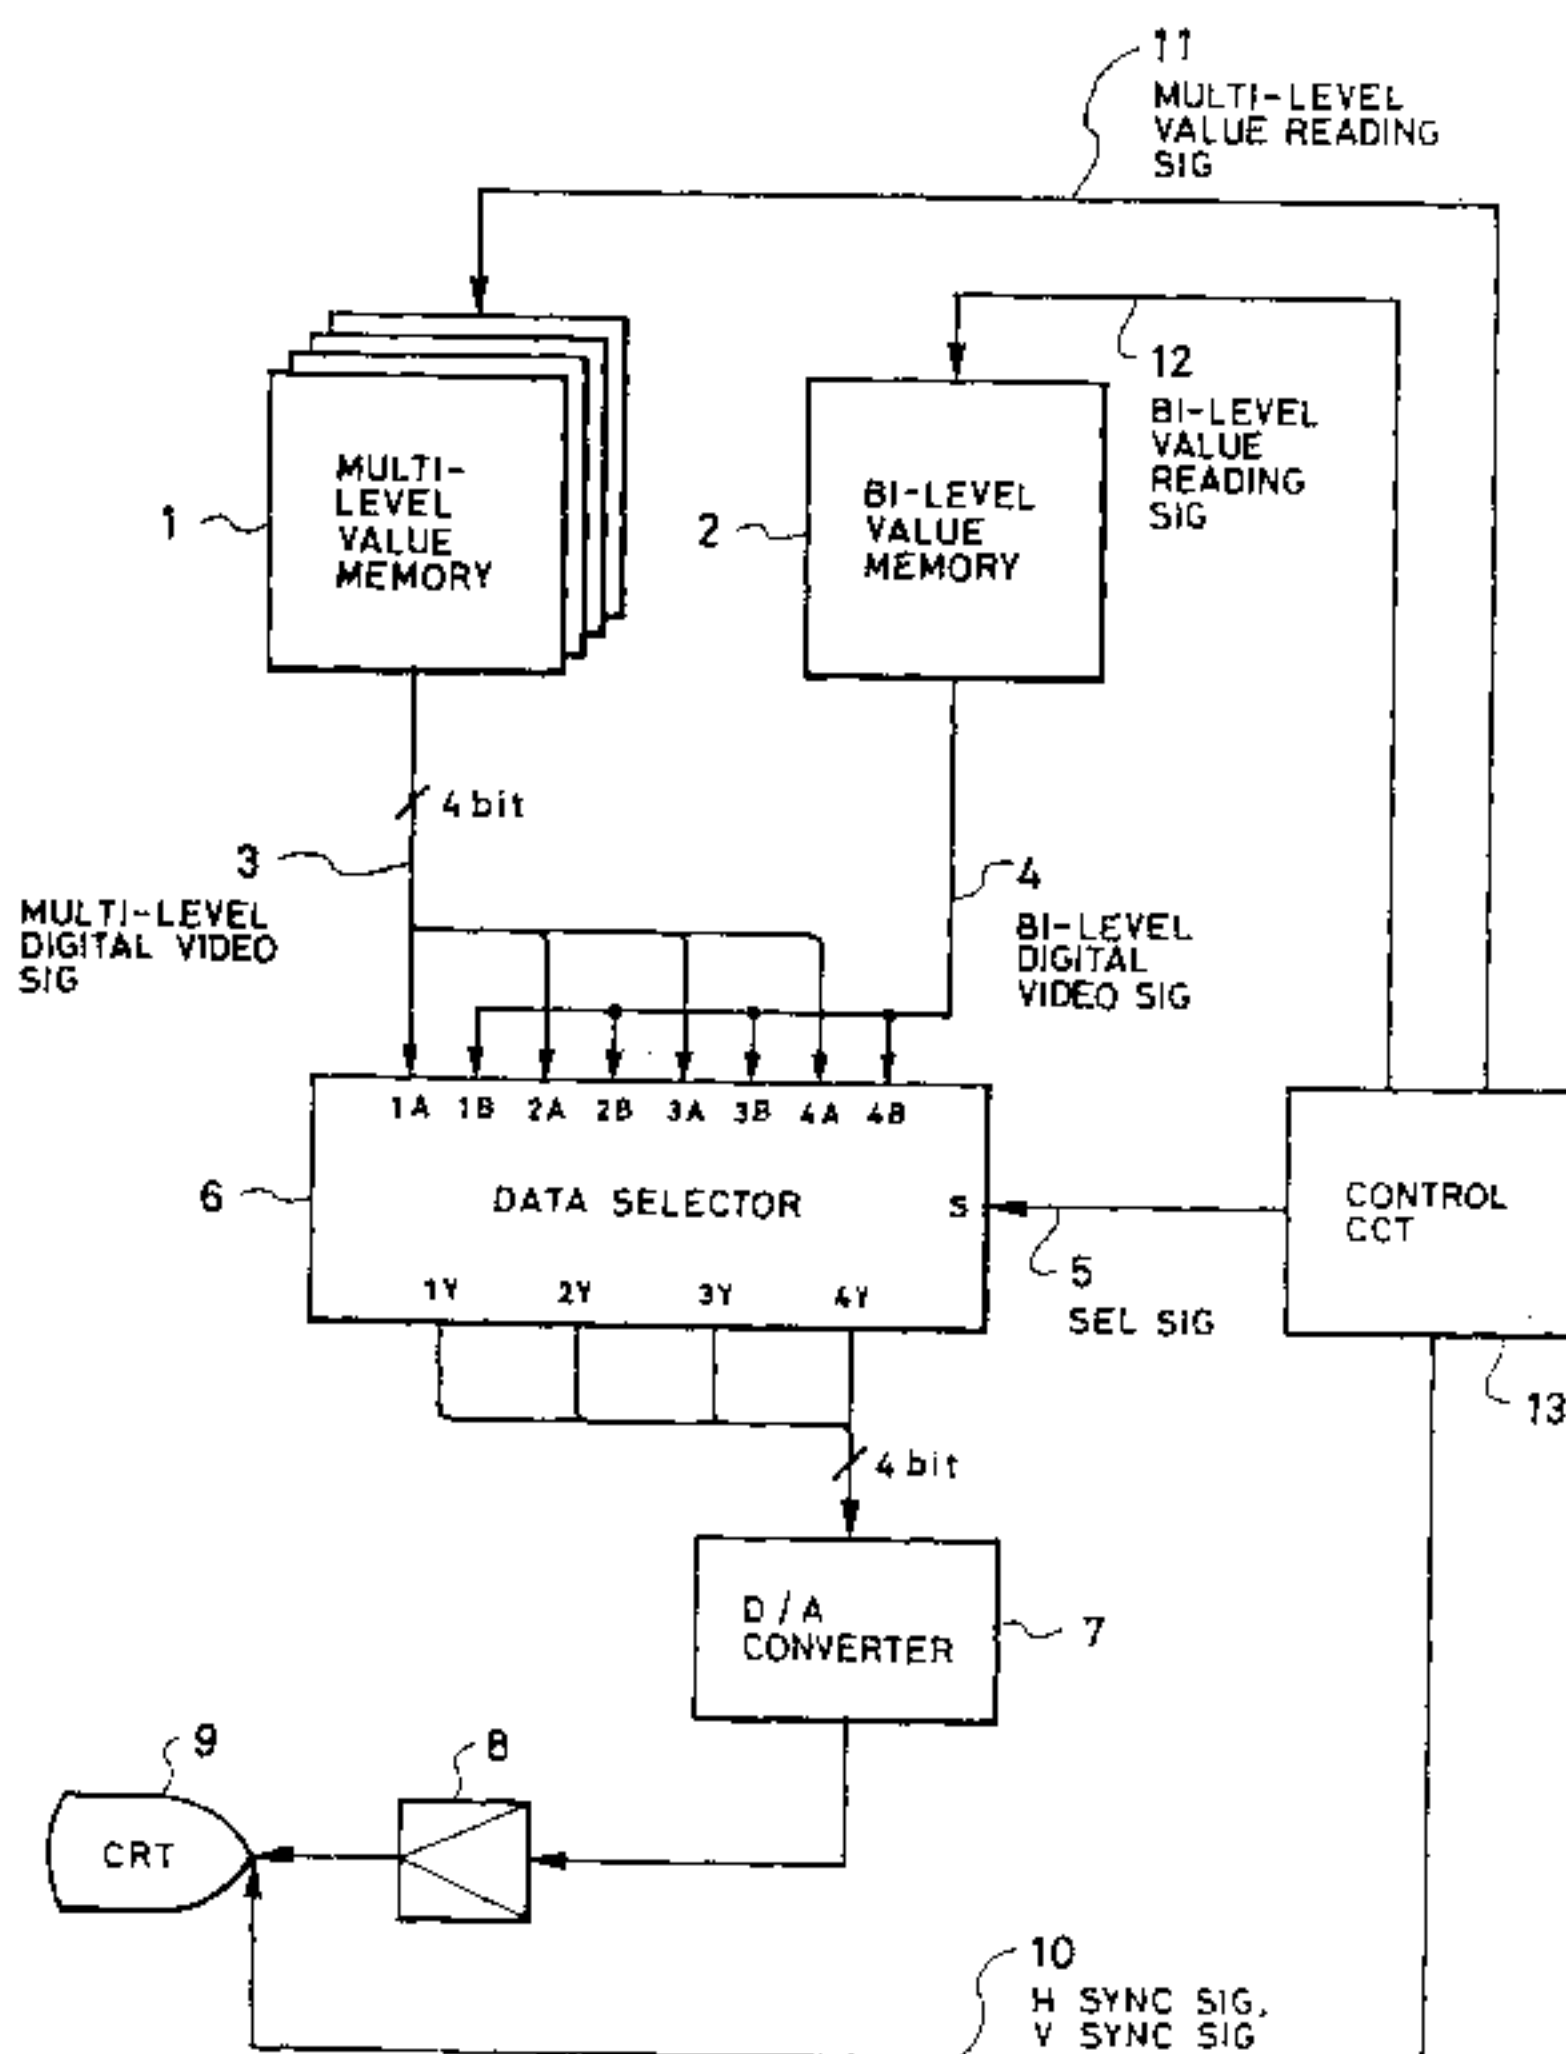 11
MULTI-LEVEL
VALUE READING
SIG
12
BI-LEVEL
VALUE
READING
SIG
1
MULTI-
LEVEL
VALUE
MEMORY
2
BI-LEVEL
VALUE
MEMORY
4 bit
3
MULTI-LEVEL
DIGITAL VIDEO
SIG
4
BI-LEVEL
DIGITAL
VIDEO SIG
1A 1B 2A 2B 3A 3B 4A 4B
6
DATA SELECTOR
S
1Y 2Y 3Y 4Y
5
SEL SIG
CONTROL
CCT
13
4 bit
D/A
CONVERTER
7
9
8
CRT
10
H SYNC SIG,
V SYNC SIG